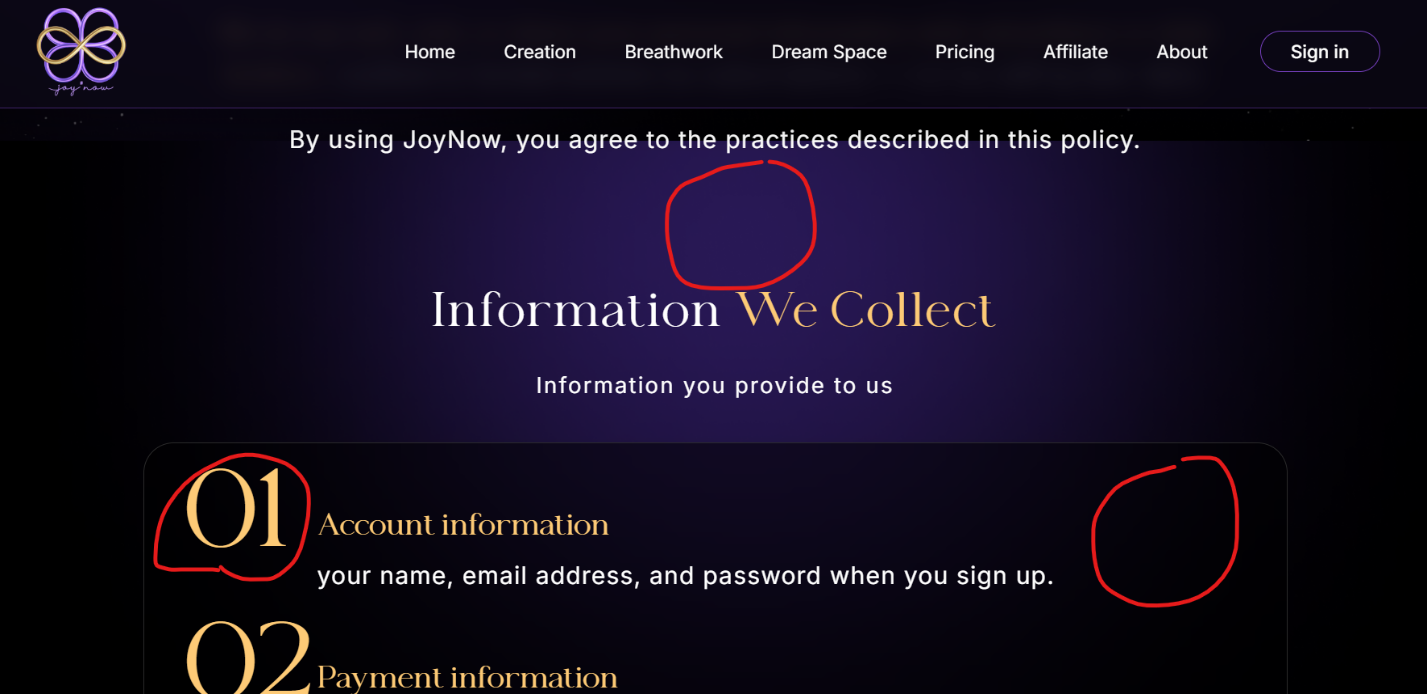 joy now
Home Creation Breathwork Dream Space Pricing Affiliate About Sign in
By using JoyNow, you agree to the practices described in this policy.
Information We Collect
Information you provide to us
01
Account information
your name, email address, and password when you sign up.
02
Payment information